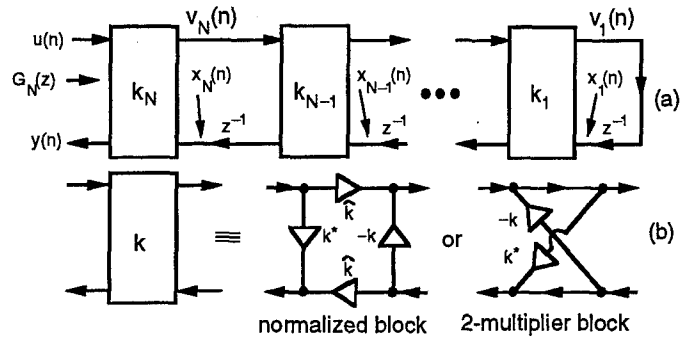 v_N(n) v_1(n)
u(n)
G_N(z) k_N x_N(n) k_{N-1} x_{N-1}(n) ••• k_1 x_1(n) (a)
y(n) z^{-1} z^{-1} z^{-1}
k ≡ k̂ k* -k k̂ or -k k* (b)
normalized block 2-multiplier block